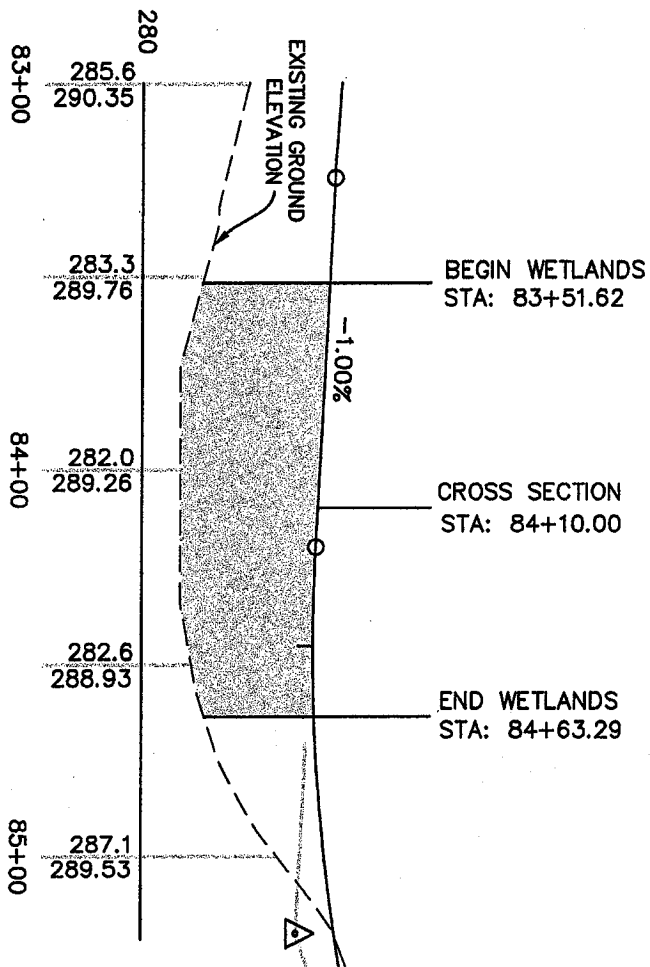 280
EXISTING GROUND
ELEVATION
-1.00%
BEGIN WETLANDS
STA: 83+51.62
CROSS SECTION
STA: 84+10.00
END WETLANDS
STA: 84+63.29
285.6
290.35
83+00
283.3
289.76
282.0
289.26
84+00
282.6
288.93
287.1
289.53
85+00